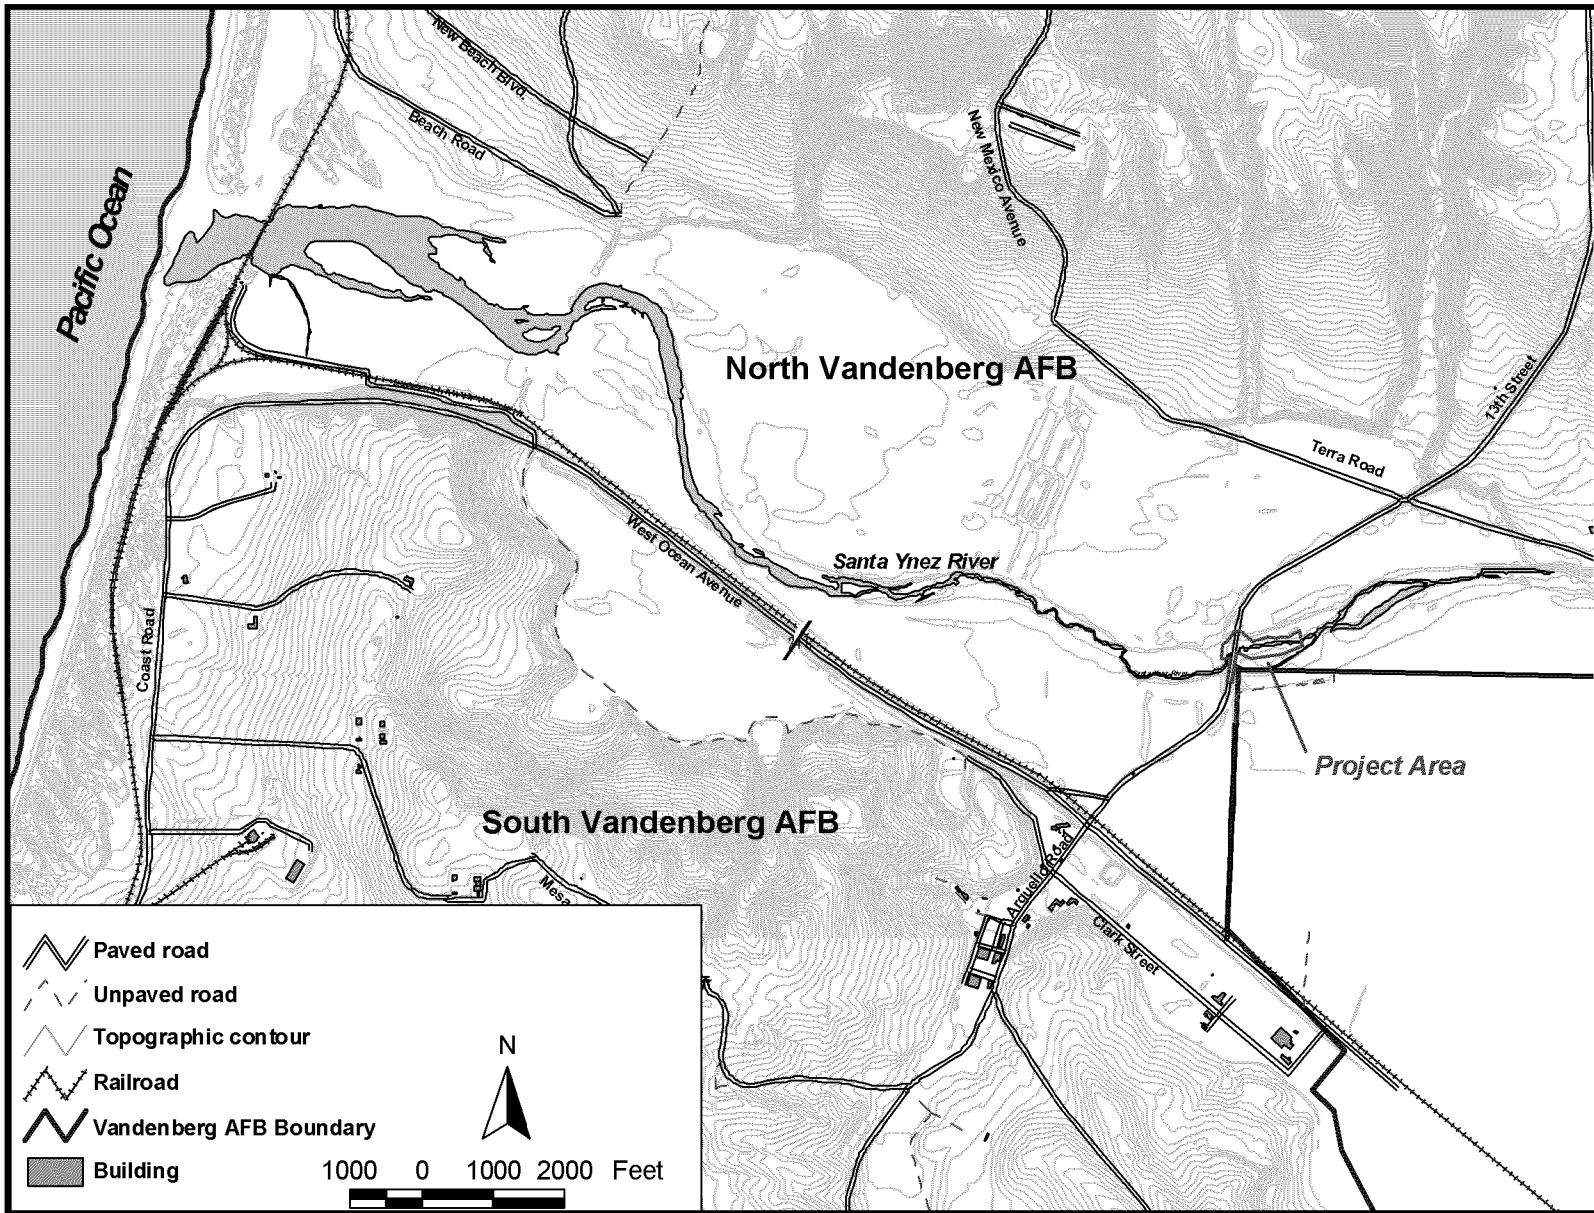 New Beach Blvd.
Beach Road
New Mexico Avenue
Pacific Ocean
North Vandenberg AFB
13th Street
Terra Road
West Ocean Avenue
Santa Ynez River
Coast Road
Project Area
South Vandenberg AFB
Mesa
Arguello Road
Clark Street
Paved road
Unpaved road
Topographic contour
Railroad
Vandenberg AFB Boundary
Building
N
1000 0 1000 2000 Feet